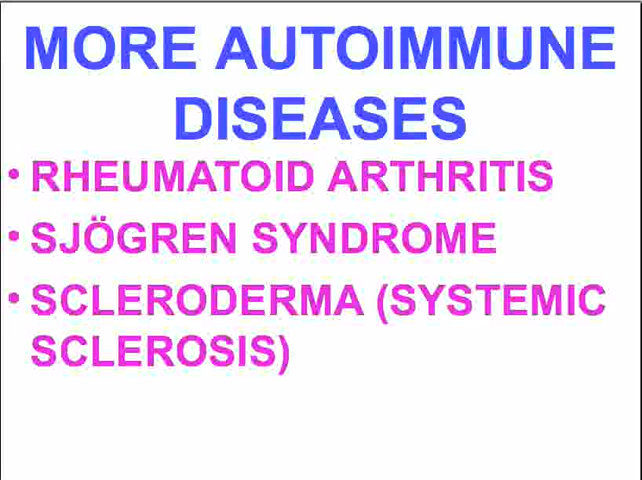 MORE AUTOIMMUNE
DISEASES
• RHEUMATOID ARTHRITIS
• SJÖGREN SYNDROME
• SCLERODERMA (SYSTEMIC
SCLEROSIS)